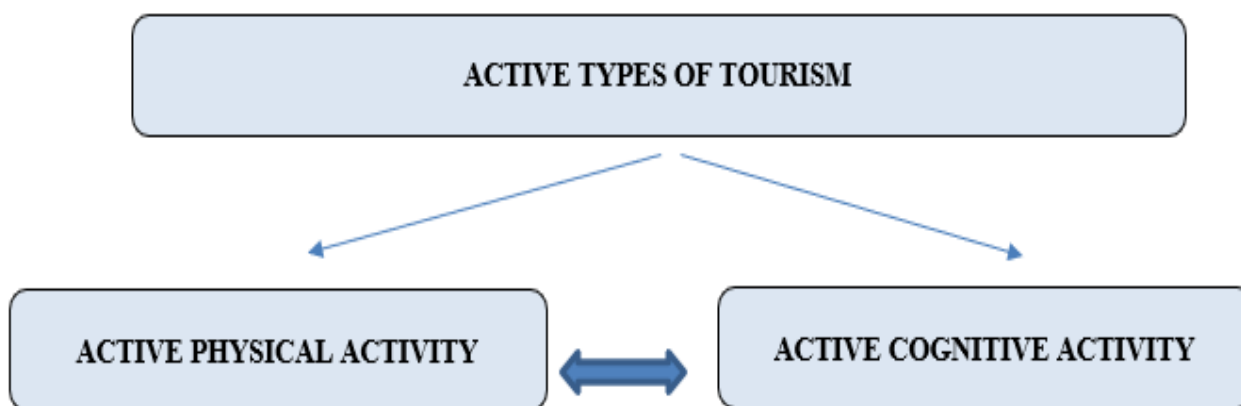 ACTIVE TYPES OF TOURISM
ACTIVE PHYSICAL ACTIVITY
ACTIVE COGNITIVE ACTIVITY